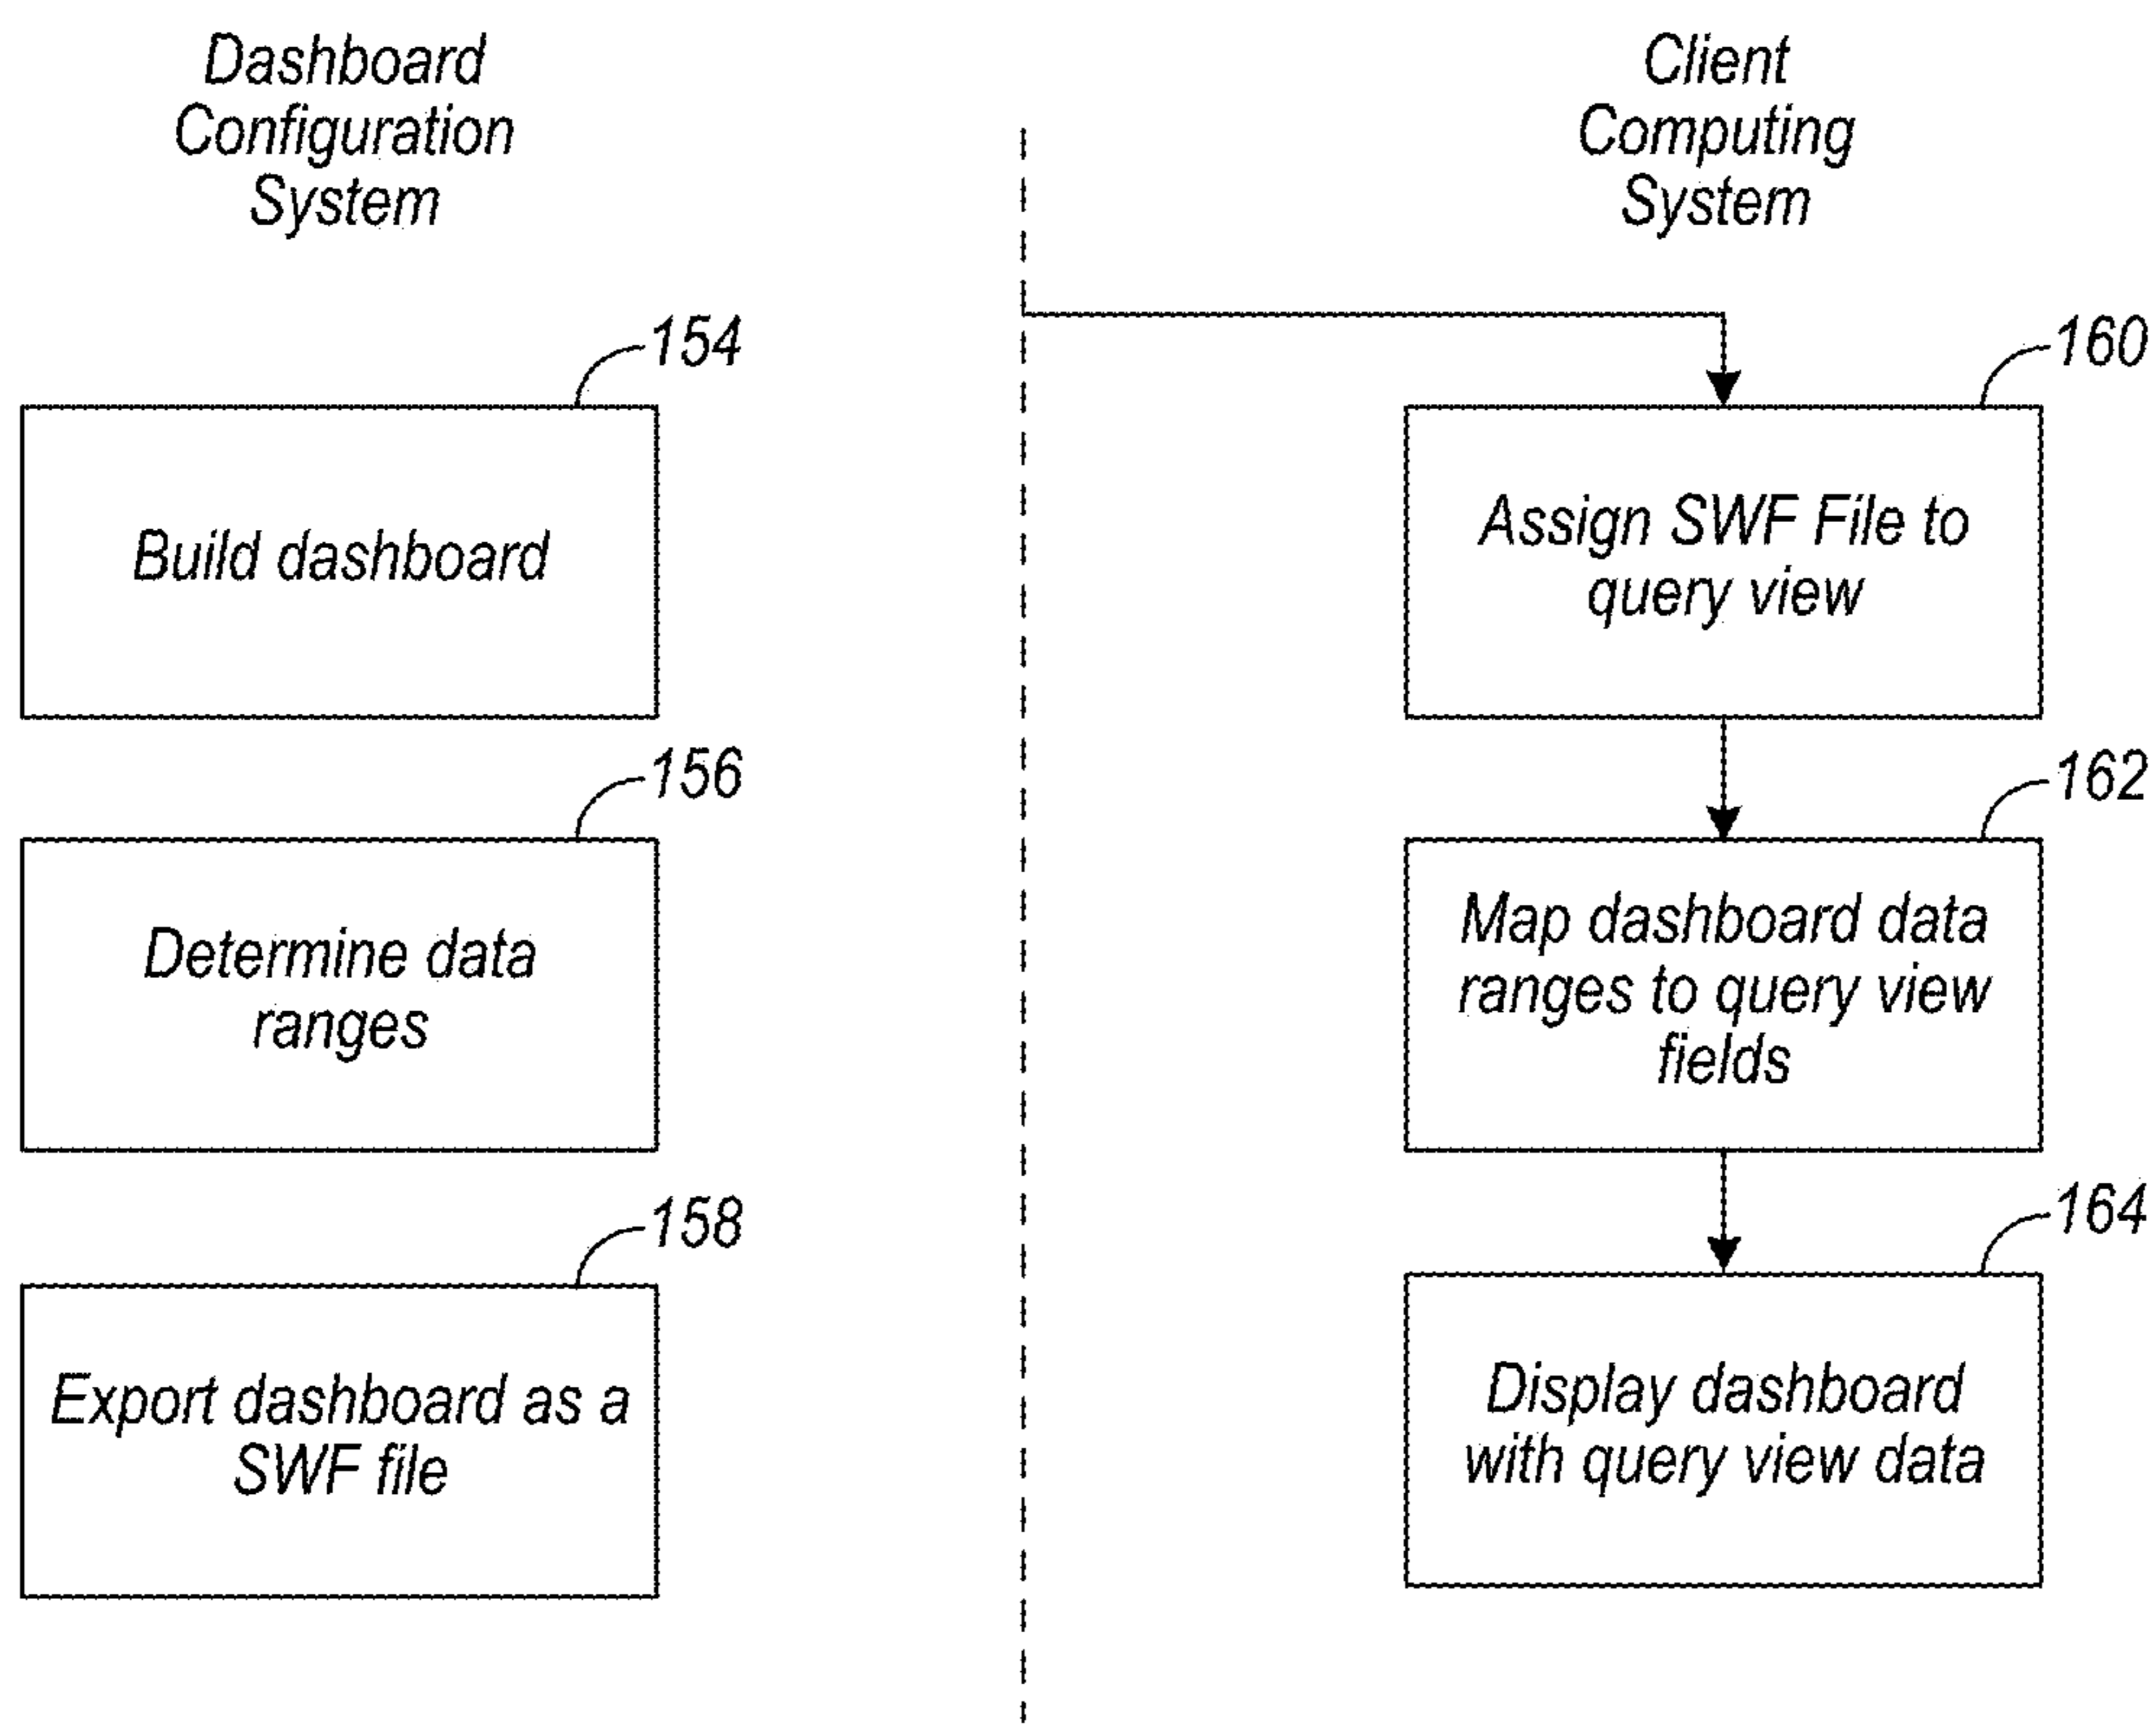 Dashboard
Configuration
System
154
Build dashboard
156
Determine data
ranges
158
Export dashboard as a
SWF file
Client
Computing
System
160
Assign SWF File to
query view
162
Map dashboard data
ranges to query view
fields
164
Display dashboard
with query view data